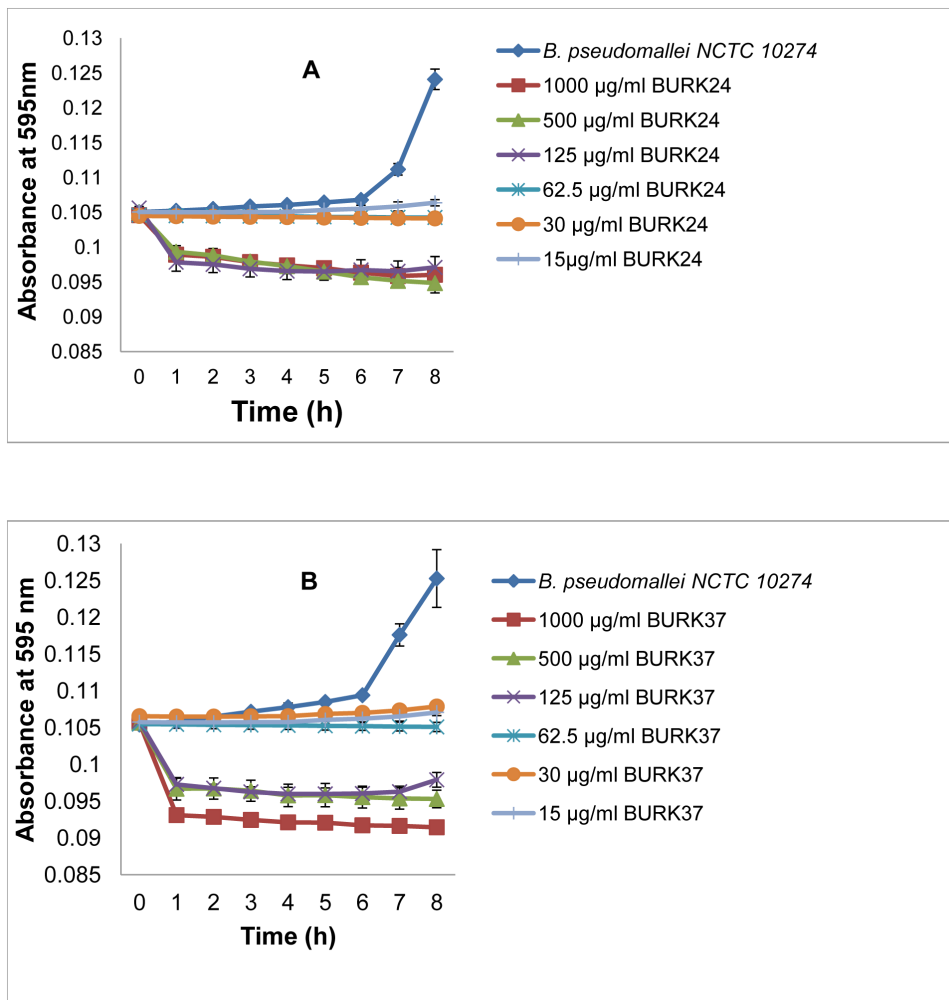 0.13
0.125
0.12
0.115
0.11
0.105
0.1
0.095
0.09
0.085
Absorbance at 595nm
A
0 1 2 3 4 5 6 7 8
Time (h)
B. pseudomallei NCTC 10274
1000 µg/ml BURK24
500 µg/ml BURK24
125 µg/ml BURK24
62.5 µg/ml BURK24
30 µg/ml BURK24
15µg/ml BURK24
0.13
0.125
0.12
0.115
0.11
0.105
0.1
0.095
0.09
0.085
Absorbance at 595 nm
B
0 1 2 3 4 5 6 7 8
Time (h)
B. pseudomallei NCTC 10274
1000 µg/ml BURK37
500 µg/ml BURK37
125 µg/ml BURK37
62.5 µg/ml BURK37
30 µg/ml BURK37
15 µg/ml BURK37